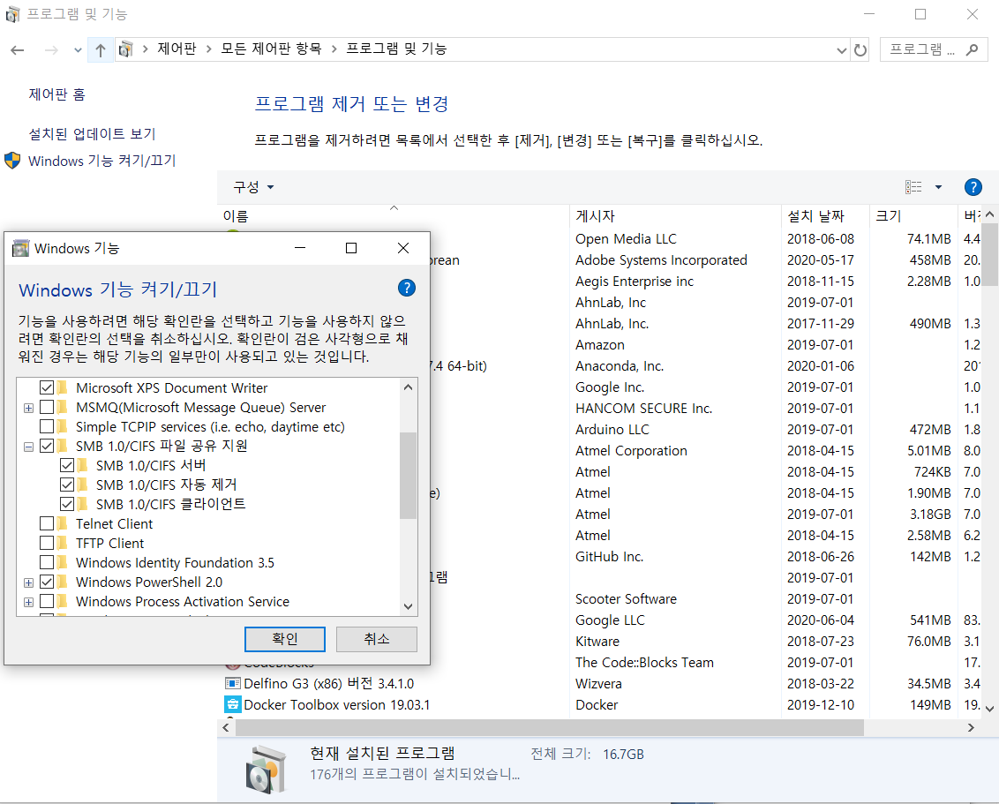 프로그램 및 기능
제어판 › 모든 제어판 항목 › 프로그램 및 기능
프로그램 ...
제어판 홈
설치된 업데이트 보기
Windows 기능 켜기/끄기
프로그램 제거 또는 변경
프로그램을 제거하려면 목록에서 선택한 후 [제거], [변경] 또는 [복구]를 클릭하십시오.
구성
이름 게시자 설치 날짜 크기
Open Media LLC 2018-06-08 74.1MB 4.4
orean Adobe Systems Incorporated 2020-05-17 458MB 20.
Aegis Enterprise inc 2018-11-15 2.28MB 1.0
AhnLab, Inc 2019-07-01
AhnLab, Inc. 2017-11-29 490MB 1.3
Amazon 2019-07-01 1.2
7.4 64-bit) Anaconda, Inc. 2020-01-06 201
Google Inc. 2019-07-01 1.0
HANCOM SECURE Inc. 2019-07-01 1.1
Arduino LLC 2019-07-01 472MB 1.8
Atmel Corporation 2018-04-15 5.01MB 8.0
Atmel 2018-04-15 724KB 7.0
e) Atmel 2018-04-15 1.90MB 7.0
Atmel 2019-07-01 3.18GB 7.0
Atmel 2018-04-15 2.58MB 6.2
GitHub Inc. 2018-06-26 142MB 1.2
2019-07-01
Scooter Software 2019-07-01
Google LLC 2020-06-04 541MB 83.
Kitware 2018-07-23 76.0MB 3.1
CodeBlocks The Code::Blocks Team 2019-07-01 17.
Delfino G3 (x86) 버전 3.4.1.0 Wizvera 2018-03-22 34.5MB 3.4
Docker Toolbox version 19.03.1 Docker 2019-12-10 149MB 19.
현재 설치된 프로그램 전체 크기: 16.7GB
176개의 프로그램이 설치되었습니...
Windows 기능
Windows 기능 켜기/끄기
기능을 사용하려면 해당 확인란을 선택하고 기능을 사용하지 않으
려면 확인란의 선택을 취소하십시오. 확인란이 검은 사각형으로 채
워진 경우는 해당 기능의 일부만이 사용되고 있는 것입니다.
Microsoft XPS Document Writer
MSMQ(Microsoft Message Queue) Server
Simple TCPIP services (i.e. echo, daytime etc)
SMB 1.0/CIFS 파일 공유 지원
SMB 1.0/CIFS 서버
SMB 1.0/CIFS 자동 제거
SMB 1.0/CIFS 클라이언트
Telnet Client
TFTP Client
Windows Identity Foundation 3.5
Windows PowerShell 2.0
Windows Process Activation Service
확인 취소